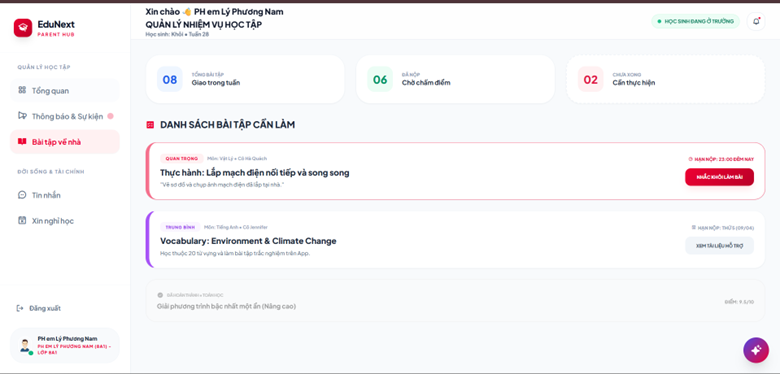 EduNext
PARENT HUB
QUẢN LÝ HỌC TẬP
Tổng quan
Thông báo & Sự kiện
Bài tập về nhà
ĐỜI SỐNG & TÀI CHÍNH
Tin nhắn
Xin nghỉ học
Đăng xuất
PH em Lý Phương Nam
PH EM LÝ PHƯƠNG NAM (8A1) -
LỚP 8A1
Xin chào 👋 PH em Lý Phương Nam
QUẢN LÝ NHIỆM VỤ HỌC TẬP
Học sinh: Khôi • Tuần 28
HỌC SINH ĐANG Ở TRƯỜNG
08
TỔNG BÀI TẬP
Giao trong tuần
06
ĐÃ NỘP
Chờ chấm điểm
02
CHƯA XONG
Cần thực hiện
DANH SÁCH BÀI TẬP CẦN LÀM
QUAN TRỌNG Môn: Vật Lý • Cô Hà Quách
HẠN NỘP: 23:00 ĐÊM NAY
Thực hành: Lắp mạch điện nối tiếp và song song
"Vẽ sơ đồ và chụp ảnh mạch điện đã lắp tại nhà."
NHẮC KHÔI LÀM BÀI
TRUNG BÌNH Môn: Tiếng Anh • Cô Jennifer
HẠN NỘP: THỨ 5 (09/04)
Vocabulary: Environment & Climate Change
Học thuộc 20 từ vựng và làm bài tập trắc nghiệm trên App.
XEM TÀI LIỆU HỖ TRỢ
ĐÃ HOÀN THÀNH • TOÁN HỌC
Giải phương trình bậc nhất một ẩn (Nâng cao)
ĐIỂM: 9.5/10